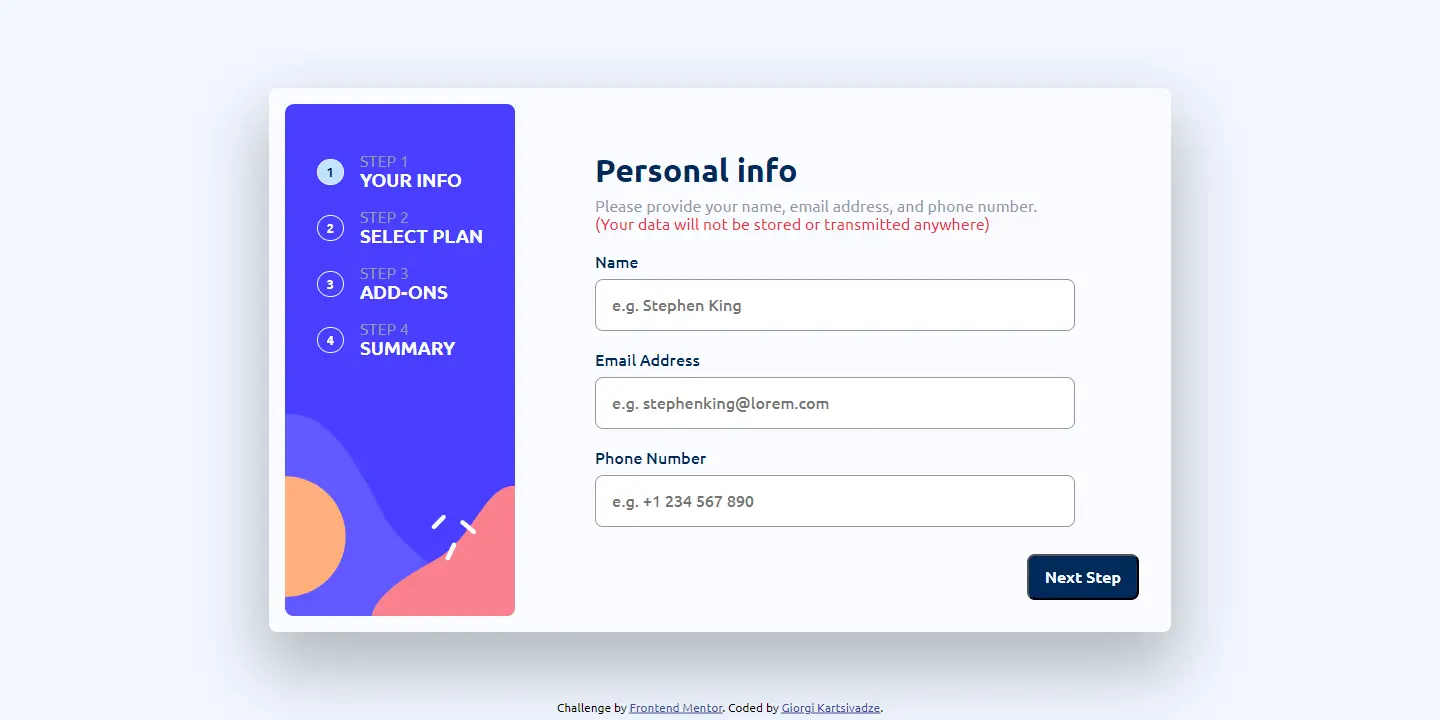 1
STEP 1
YOUR INFO
2
STEP 2
SELECT PLAN
3
STEP 3
ADD-ONS
4
STEP 4
SUMMARY
Personal info
Please provide your name, email address, and phone number.
(Your data will not be stored or transmitted anywhere)
Name
e.g. Stephen King
Email Address
e.g. stephenking@lorem.com
Phone Number
e.g. +1 234 567 890
Next Step
Challenge by Frontend Mentor. Coded by Giorgi Kartsivadze.